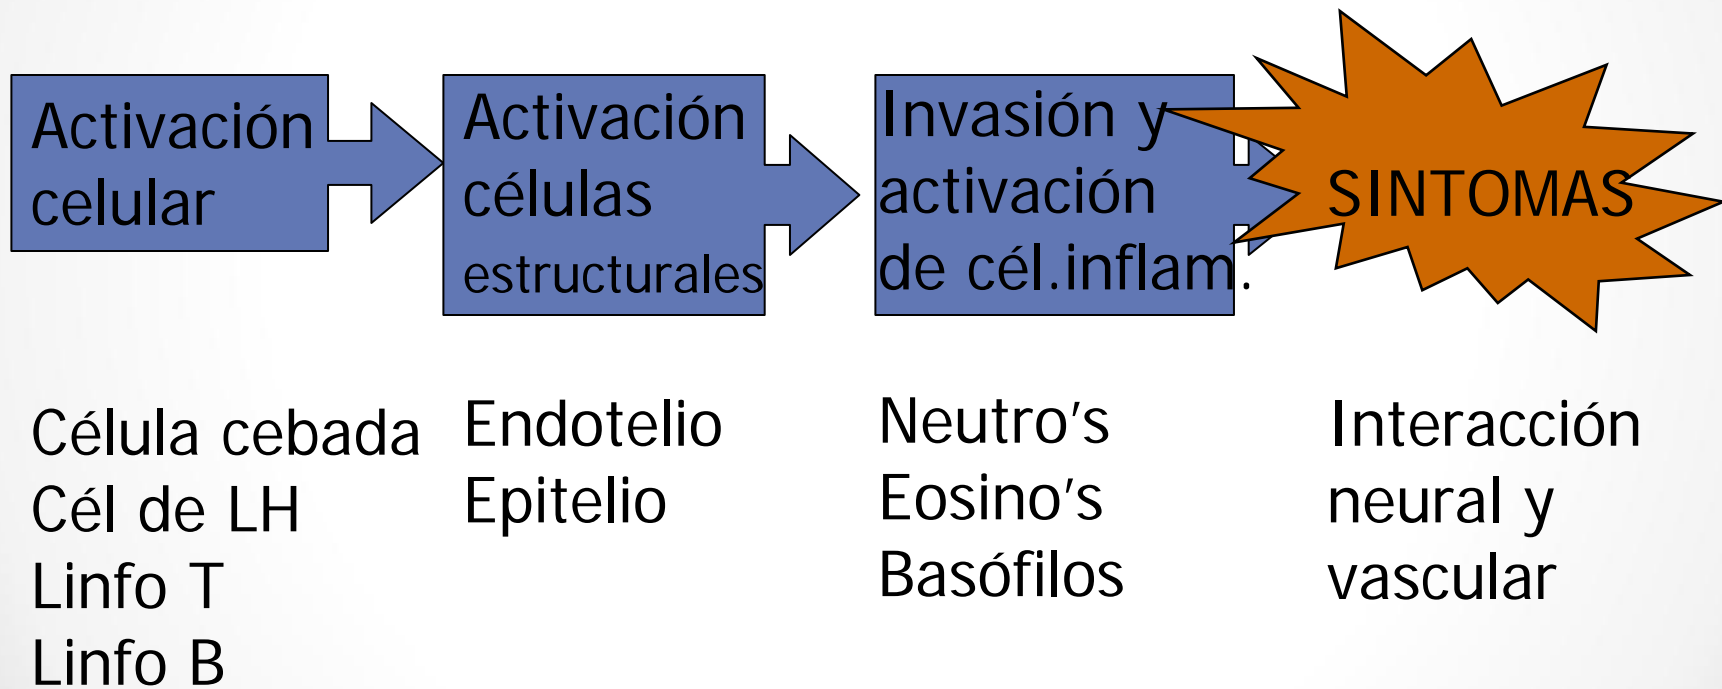 Activación
celular
Activación
células
estructurales
Invasión y
activación
de cél.inflam.
SINTOMAS
Célula cebada
Cél de LH
Linfo T
Linfo B
Endotelio
Epitelio
Neutro's
Eosino's
Basófilos
Interacción
neural y
vascular